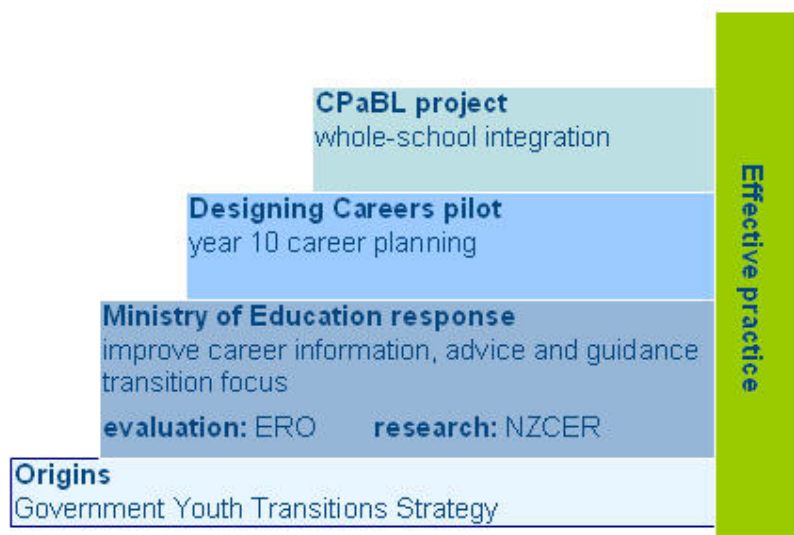 CPaBL project
whole-school integration
Designing Careers pilot
year 10 career planning
Ministry of Education response
improve career information, advice and guidance
transition focus
evaluation: ERO research: NZCER
Origins
Government Youth Transitions Strategy
Effective practice